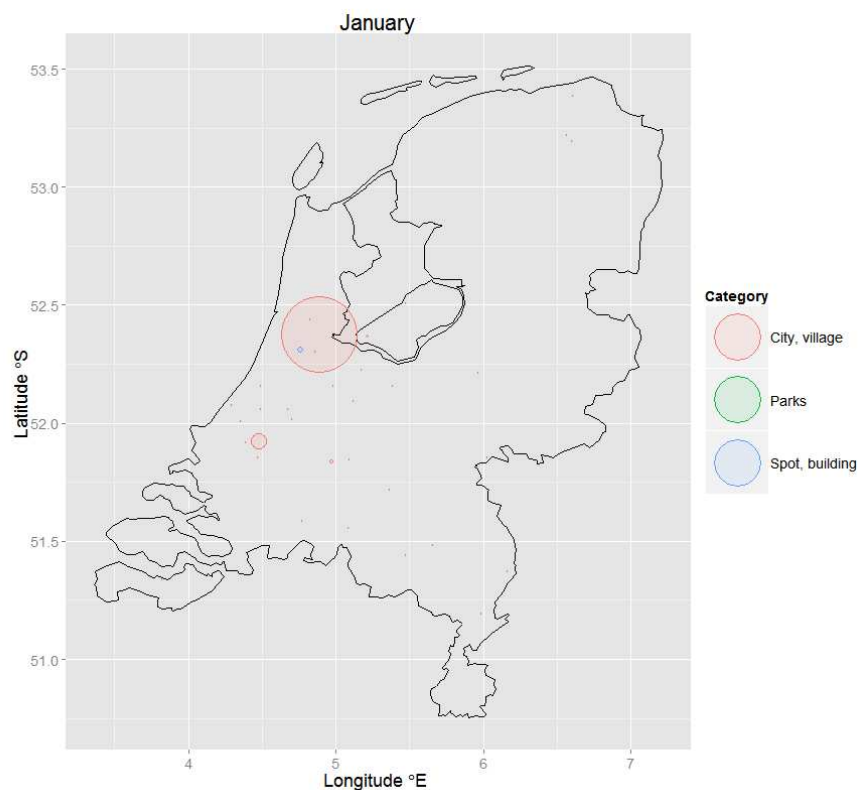 January
53.5
53.0
52.5
52.0
51.5
51.0
Latitude °S
4
5
6
7
Longitude °E
Category
City, village
Parks
Spot, building